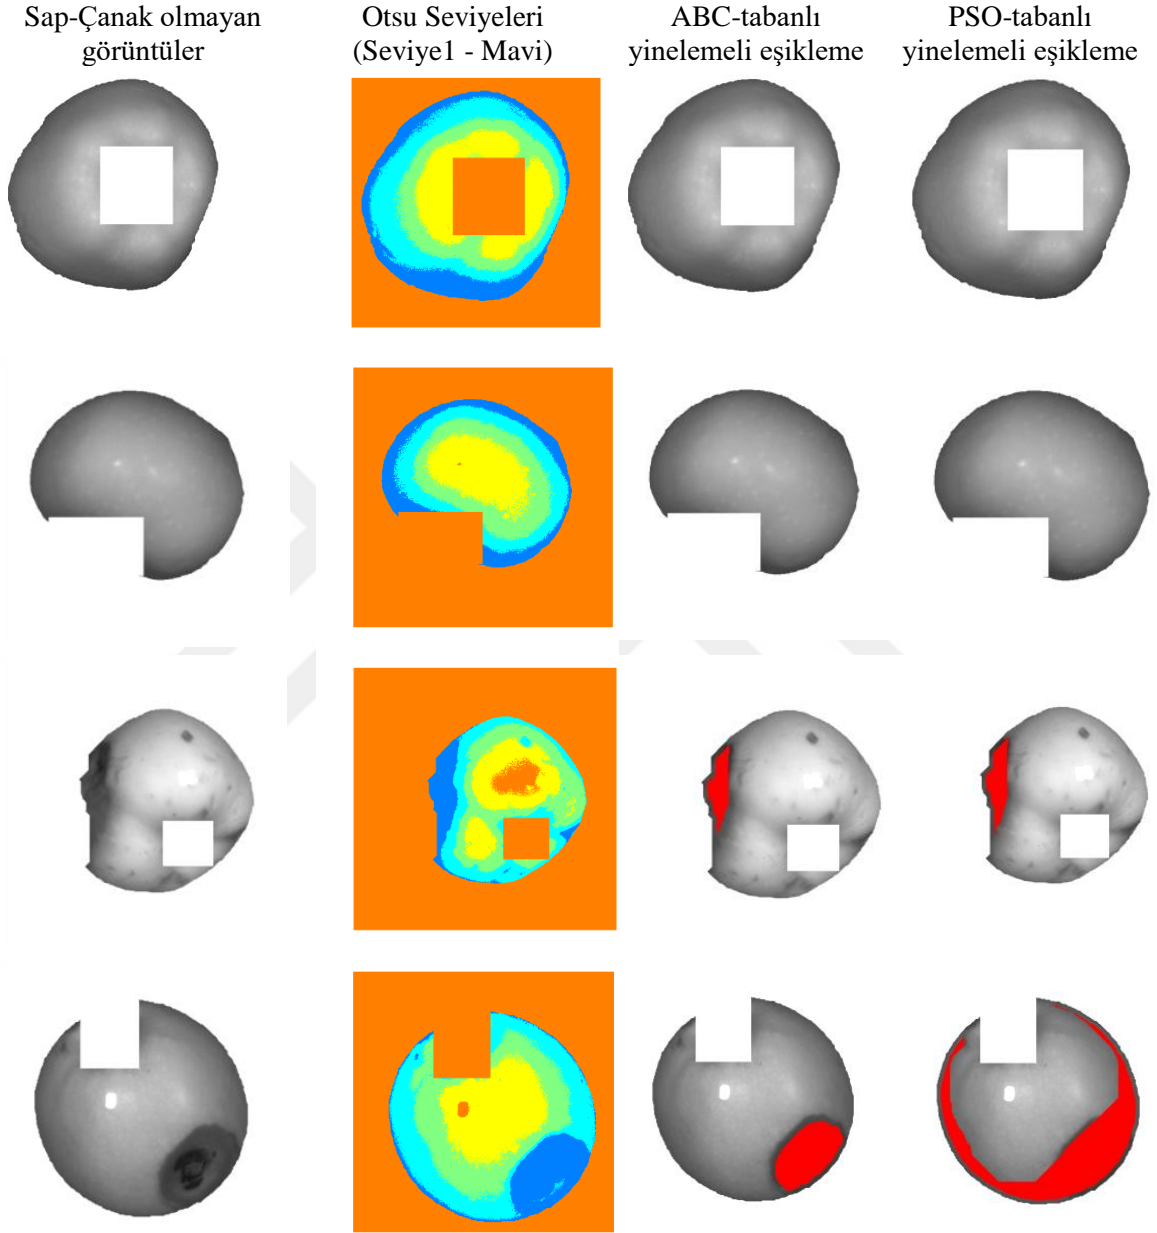 Sap-Çanak olmayan
görüntüler
Otsu Seviyeleri
(Seviye1 - Mavi)
ABC-tabanlı
yinelemeli eşikleme
PSO-tabanlı
yinelemeli eşikleme